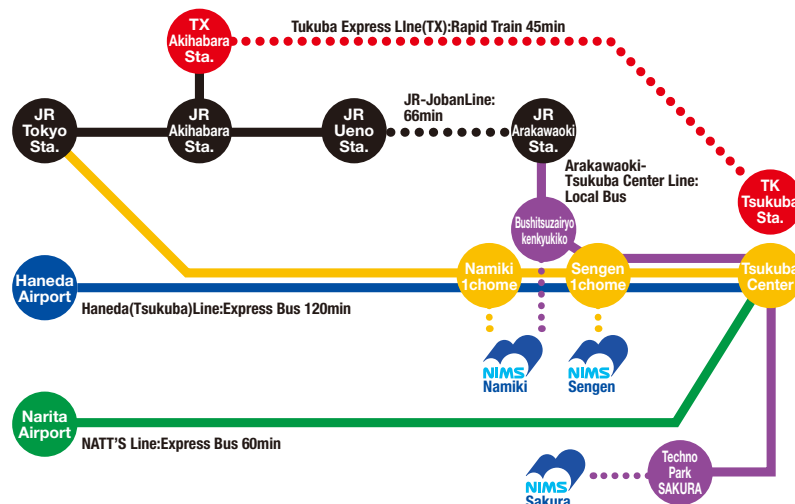 TX
Akihabara
Sta.
Tukuba Express LIne(TX):Rapid Train 45min
JR
Tokyo
Sta.
JR
Akihabara
Sta.
JR
Ueno
Sta.
JR-JobanLine:
66min
JR
Arakawaoki
Sta.
Arakawaoki-
Tsukuba Center Line:
Local Bus
TK
Tsukuba
Sta.
Bushitsuzairyo
kenkyukiko
Haneda
Airport
Haneda(Tsukuba)Line:Express Bus 120min
Namiki
1chome
Sengen
1chome
Tsukuba
Center
NIMS
Namiki
NIMS
Sengen
Narita
Airport
NATT'S Line:Express Bus 60min
Techno
Park
SAKURA
NIMS
Sakura